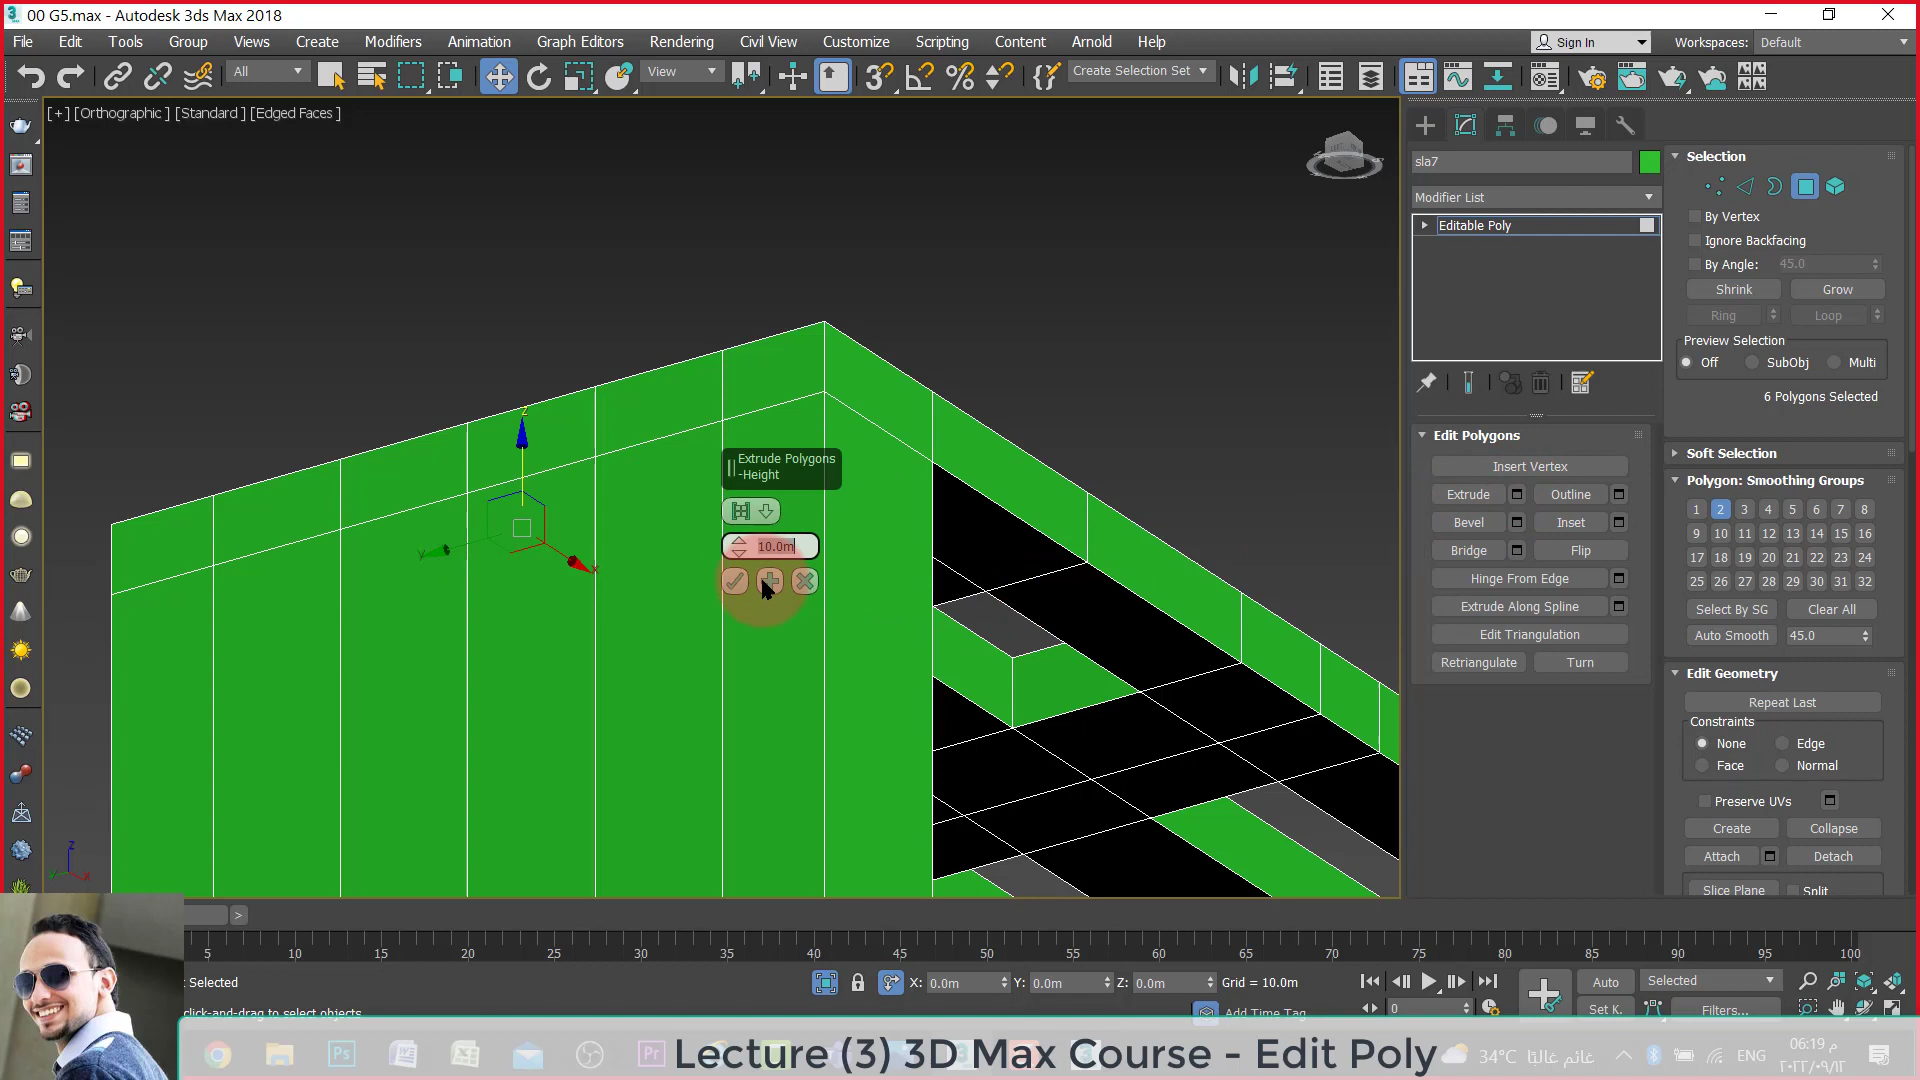 00 G5.max - Autodesk 3ds Max 2018
File Edit Tools Group Views Create Modifiers Animation Graph Editors Rendering Civil View Customize Scripting Content Arnold Help
Sign In Workspaces: Default
All View Create Selection Set
[+] [Orthographic ] [Standard ] [Edged Faces ]
sla7
Modifier List
Editable Poly
Selection
By Vertex
Ignore Backfacing
By Angle: 45.0
Shrink Grow
Ring Loop
Preview Selection
Off SubObj Multi
6 Polygons Selected
Edit Polygons
Insert Vertex
Extrude Outline
Bevel Inset
Bridge Flip
Hinge From Edge
Extrude Along Spline
Edit Triangulation
Retriangulate Turn
Soft Selection
Polygon: Smoothing Groups
1 2 3 4 5 6 7 8
9 10 11 12 13 14 15 16
17 18 19 20 21 22 23 24
25 26 27 28 29 30 31 32
Select By SG Clear All
Auto Smooth 45.0
Edit Geometry
Repeat Last
Constraints
None Edge
Face Normal
Preserve UVs
Create Collapse
Attach Detach
Slice Plane Split
Extrude Polygons
-Height
10.0m
z
y
x
z
>
5 10 15 20 25 30 35 40 45 50 55 60 65 70 75 80 85 90 95 100
Selected X: 0.0m Y: 0.0m Z: 0.0m Grid = 10.0m Auto Selected
click-and-drag to select objects Add Time Tag 0 Set K. Filters...
Lecture (3) 3D Max Course - Edit Poly
34°C غائم غالبًا ENG
06:19 م
٢٠٢٢/٠٩/١٢